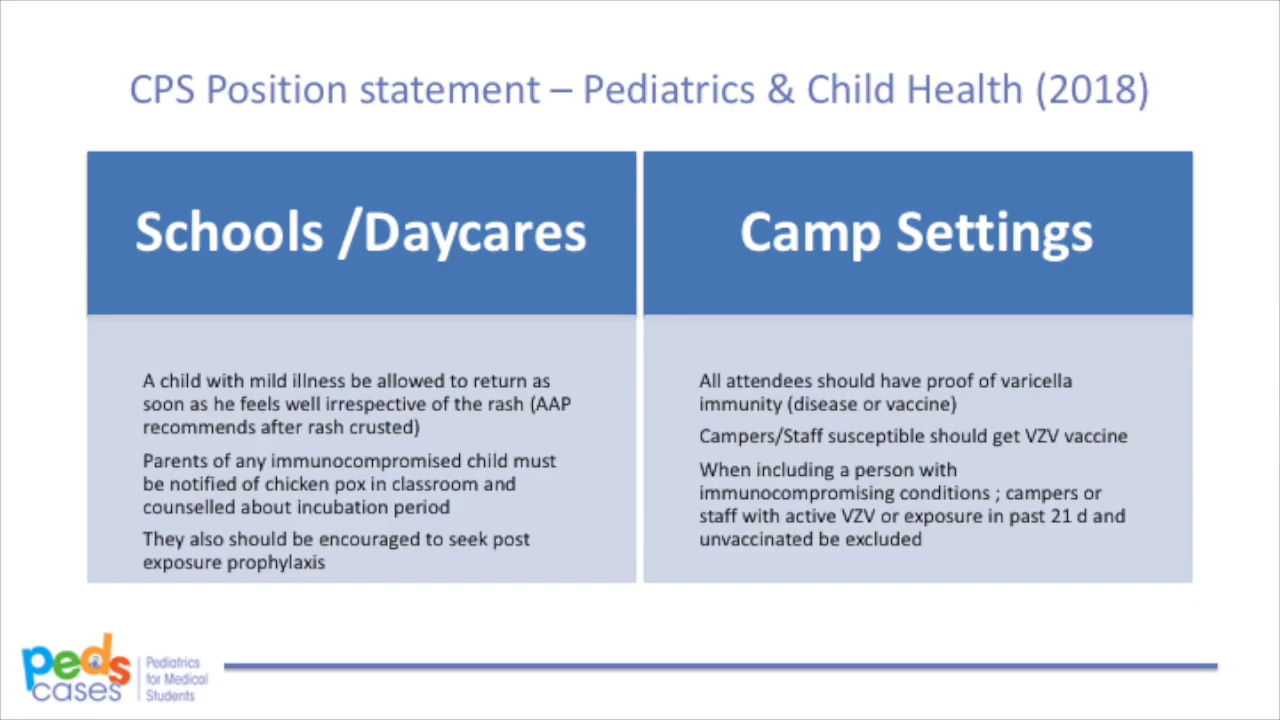 CPS Position statement – Pediatrics & Child Health (2018)
Schools /Daycares
A child with mild illness be allowed to return as
soon as he feels well irrespective of the rash (AAP
recommends after rash crusted)
Parents of any immunocompromised child must
be notified of chicken pox in classroom and
counselled about incubation period
They also should be encouraged to seek post
exposure prophylaxis
Camp Settings
All attendees should have proof of varicella
immunity (disease or vaccine)
Campers/Staff susceptible should get VZV vaccine
When including a person with
immunocompromising conditions ; campers or
staff with active VZV or exposure in past 21 d and
unvaccinated be excluded
peds
cases
Pediatrics
for Medical
Students